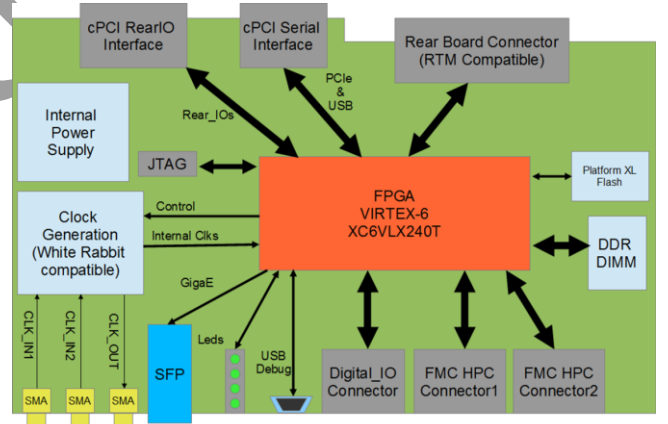 cPCI RearIO
Interface
cPCI Serial
Interface
Rear Board Connector
(RTM Compatible)
PCIe
&
USB
Rear_IOs
Internal
Power
Supply
JTAG
FPGA
VIRTEX-6
XC6VLX240T
Platform XL
Flash
Control
Clock
Generation
(White Rabbit
compatible)
Internal Clks
DDR
DIMM
GigaE
CLK_IN1
CLK_IN2
CLK_OUT
Leds
USB
Debug
SFP
Digital_IO
Connector
FMC HPC
Connector1
FMC HPC
Connector2
SMA
SMA
SMA